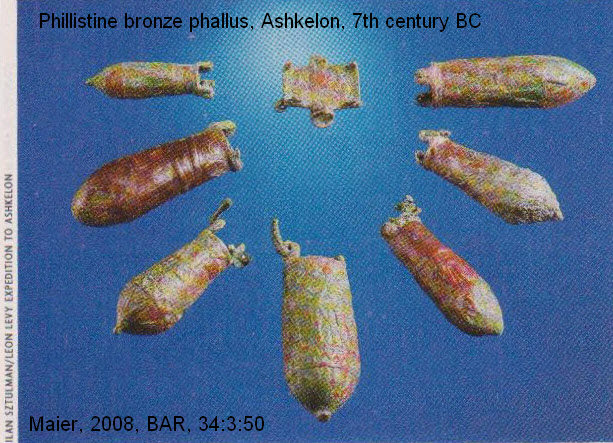 Phillistine bronze phallus, Ashkelon, 7th century BC
ILAN SZTULMAN/LEON LEVY EXPEDITION TO ASHKELON
Maier, 2008, BAR, 34:3:50